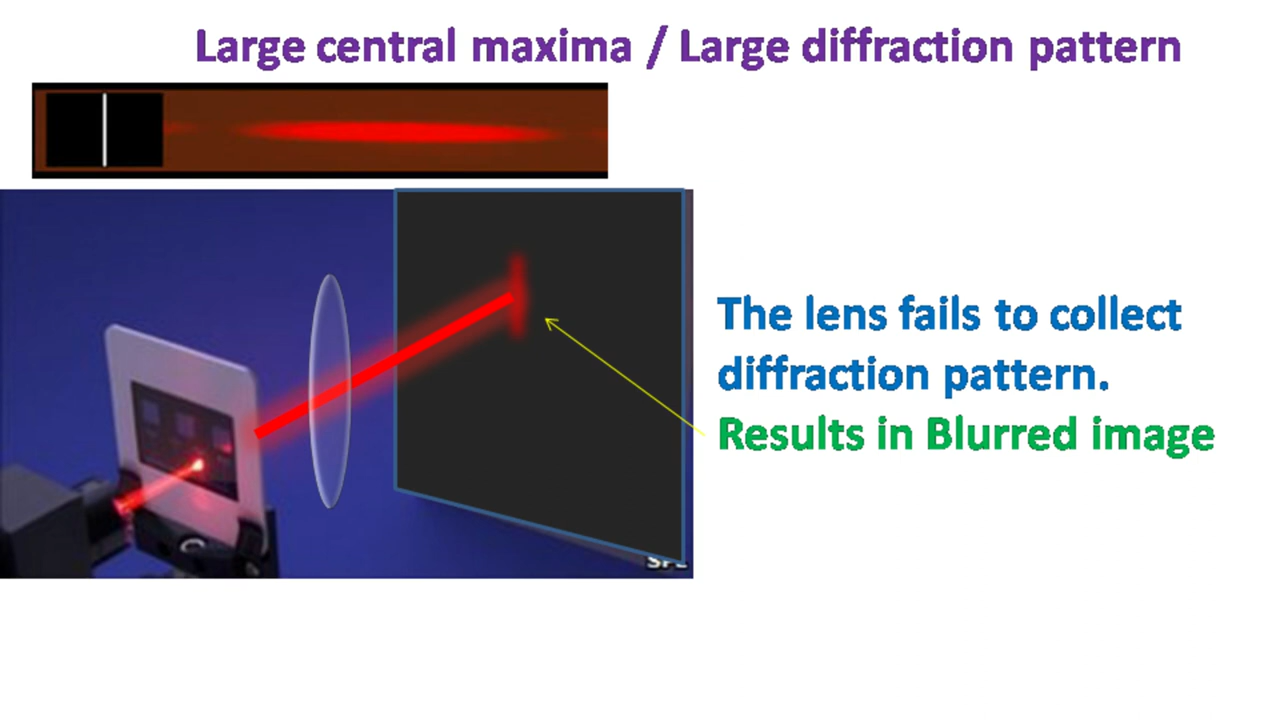 Large central maxima / Large diffraction pattern
The lens fails to collect
diffraction pattern.
Results in Blurred image